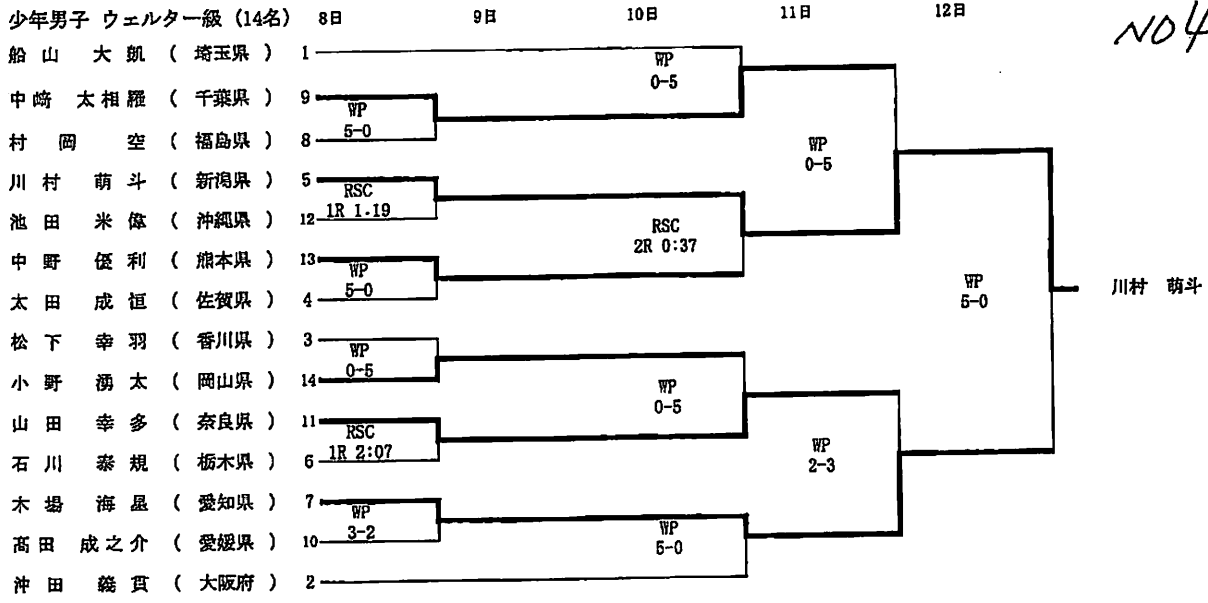 少年男子 ウェルター級 (14名) 8日 9日 10日 11日 12日
NO4
船山 大凱 ( 埼玉県 ) 1
WP
0-5
中崎 太相羅 ( 千葉県 ) 9
WP
5-0
村岡 空 ( 福島県 ) 8
WP
0-5
川村 萌斗 ( 新潟県 ) 5
RSC
1R 1.19
池田 米偉 ( 沖縄県 ) 12
RSC
2R 0:37
中野 優利 ( 熊本県 ) 13
WP
5-0
太田 成恒 ( 佐賀県 ) 4
WP
5-0
川村 萌斗
松下 幸羽 ( 香川県 ) 3
WP
0-5
小野 湧太 ( 岡山県 ) 14
WP
0-5
山田 幸多 ( 奈良県 ) 11
RSC
1R 2:07
石川 泰規 ( 栃木県 ) 6
WP
2-3
木場 海星 ( 愛知県 ) 7
WP
3-2
髙田 成之介 ( 愛媛県 ) 10
WP
5-0
沖田 義貫 ( 大阪府 ) 2